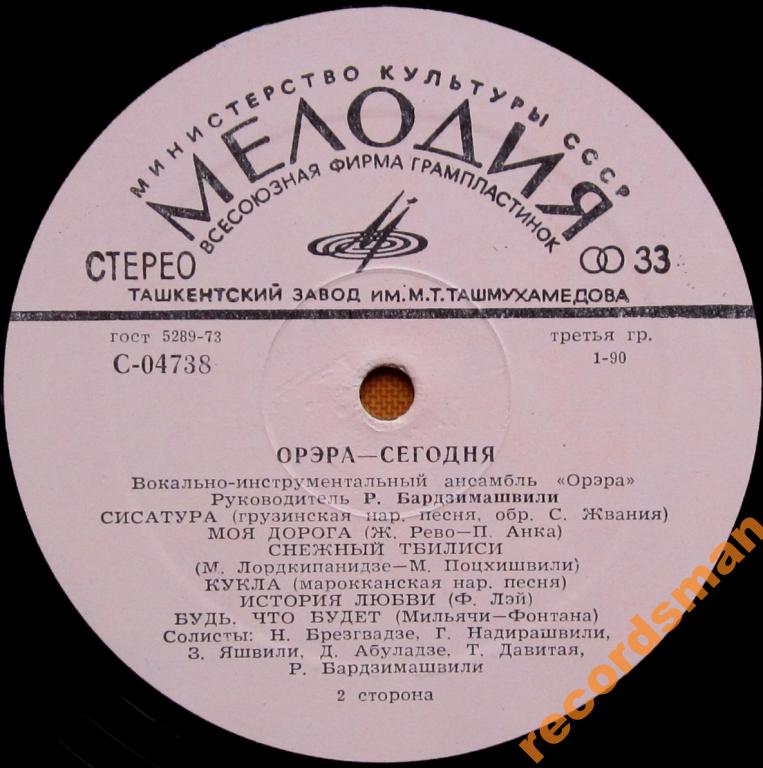 МИНИСТЕРСТВО КУЛЬТУРЫ СССР
МЕЛОДИЯ
ВСЕСОЮЗНАЯ ФИРМА ГРАМПЛАСТИНОК
СТЕРЕО 33
ТАШКЕНТСКИЙ ЗАВОД ИМ. М.Т. ТАШМУХАМЕДОВА
гост 5289-73 третья гр.
С-04738 1-90
ОРЭРА—СЕГОДНЯ
Вокально-инструментальный ансамбль «Орэра»
Руководитель Р. Бардзимашвили
СИСАТУРА (грузинская нар. песня, обр. С. Жвания)
МОЯ ДОРОГА (Ж. Рево—П. Анка)
СНЕЖНЫЙ ТБИЛИСИ
(М. Лордкипанидзе—М. Поцхишвили)
КУКЛА (марокканская нар. песня)
ИСТОРИЯ ЛЮБВИ (Ф. Лэй)
БУДЬ. ЧТО БУДЕТ (Мильячи—Фонтана)
Солисты: Н. Брезгвадзе, Г. Надирашвили,
З. Яшвили, Д. Абуладзе, Т. Давитая,
Р. Бардзимашвили
2 сторона
recordsman